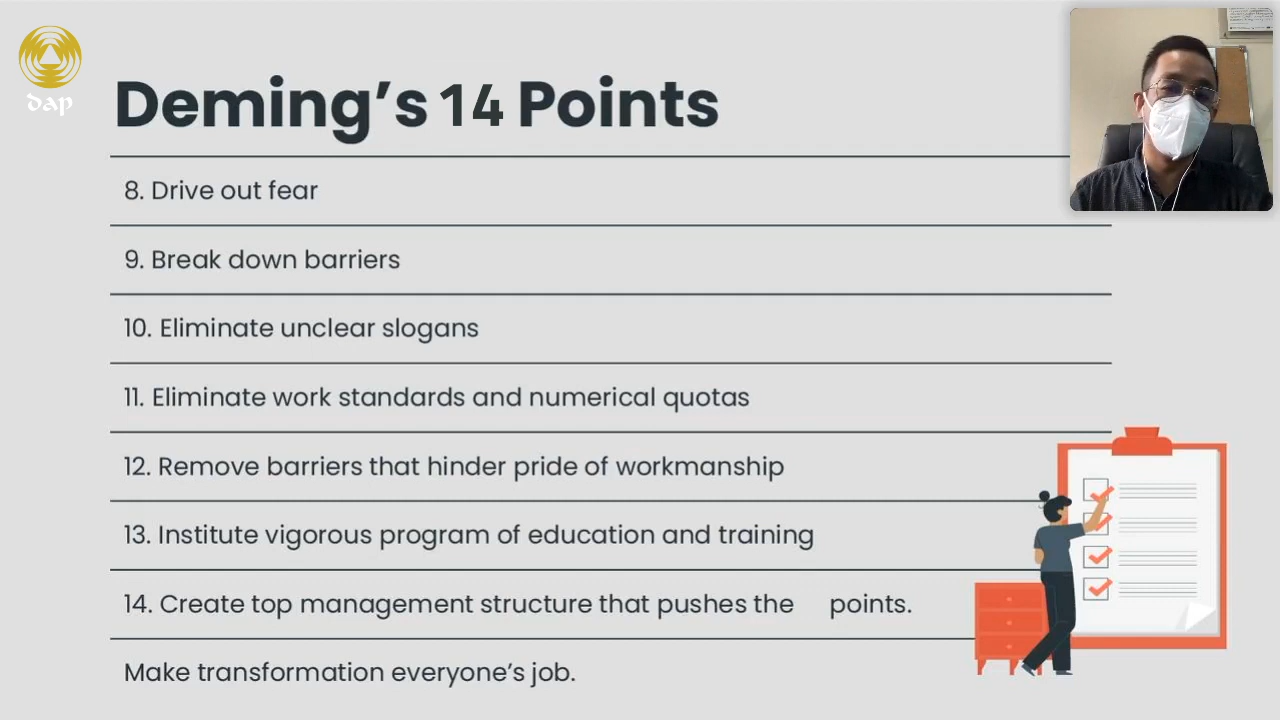 dap
Deming's 14 Points
8. Drive out fear
9. Break down barriers
10. Eliminate unclear slogans
11. Eliminate work standards and numerical quotas
12. Remove barriers that hinder pride of workmanship
13. Institute vigorous program of education and training
14. Create top management structure that pushes the points.
Make transformation everyone's job.